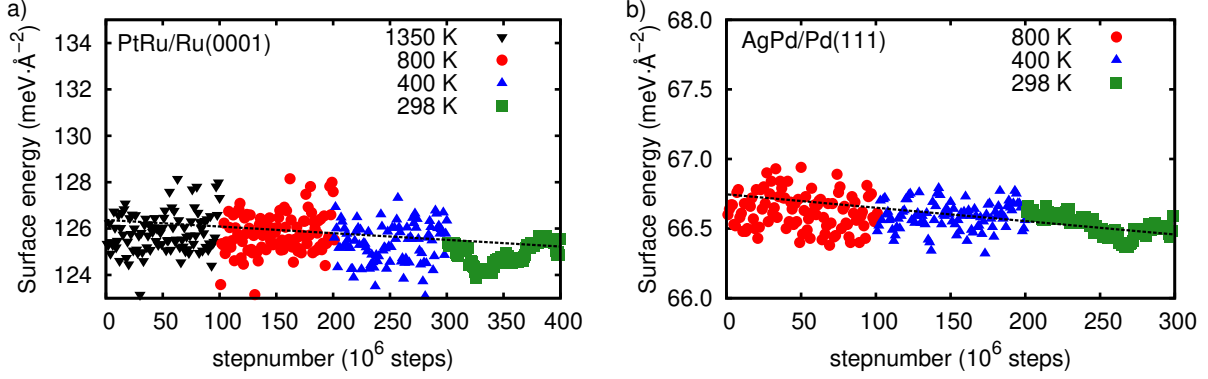 a)
PtRu/Ru(0001)
1350 K
800 K
400 K
298 K
Surface energy (meV·Å⁻²)
134
132
130
128
126
124
0 50 100 150 200 250 300 350 400
stepnumber (10⁶ steps)
b)
AgPd/Pd(111)
800 K
400 K
298 K
Surface energy (meV·Å⁻²)
68.0
67.5
67.0
66.5
66.0
0 50 100 150 200 250 300
stepnumber (10⁶ steps)